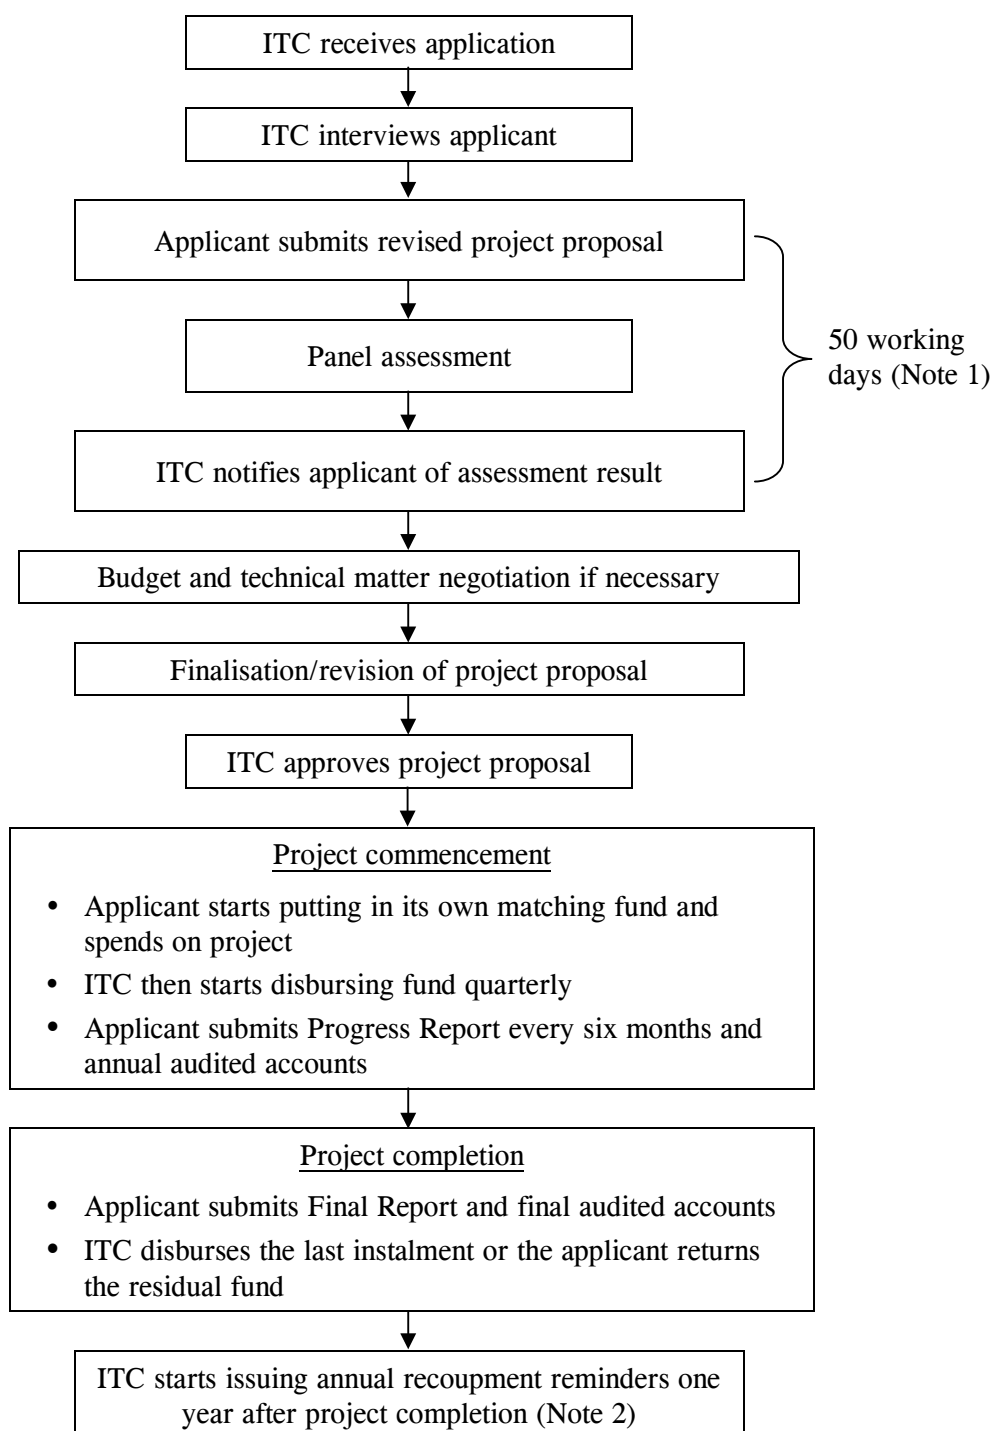 ITC receives application
ITC interviews applicant
Applicant submits revised project proposal
Panel assessment
50 working
days (Note 1)
ITC notifies applicant of assessment result
Budget and technical matter negotiation if necessary
Finalisation/revision of project proposal
ITC approves project proposal
Project commencement
• Applicant starts putting in its own matching fund and
spends on project
• ITC then starts disbursing fund quarterly
• Applicant submits Progress Report every six months and
annual audited accounts
Project completion
• Applicant submits Final Report and final audited accounts
• ITC disburses the last instalment or the applicant returns
the residual fund
ITC starts issuing annual recoupment reminders one
year after project completion (Note 2)